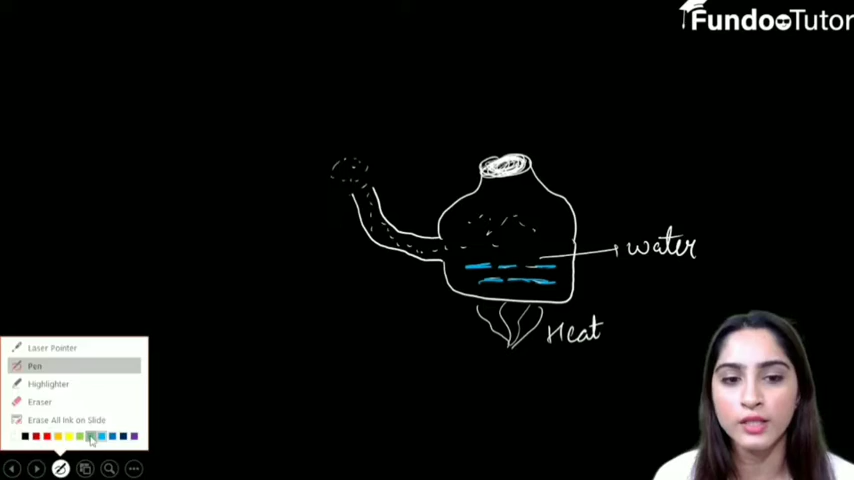 FundooTutor
water
Heat
Laser Pointer
Pen
Highlighter
Eraser
Erase All Ink on Slide